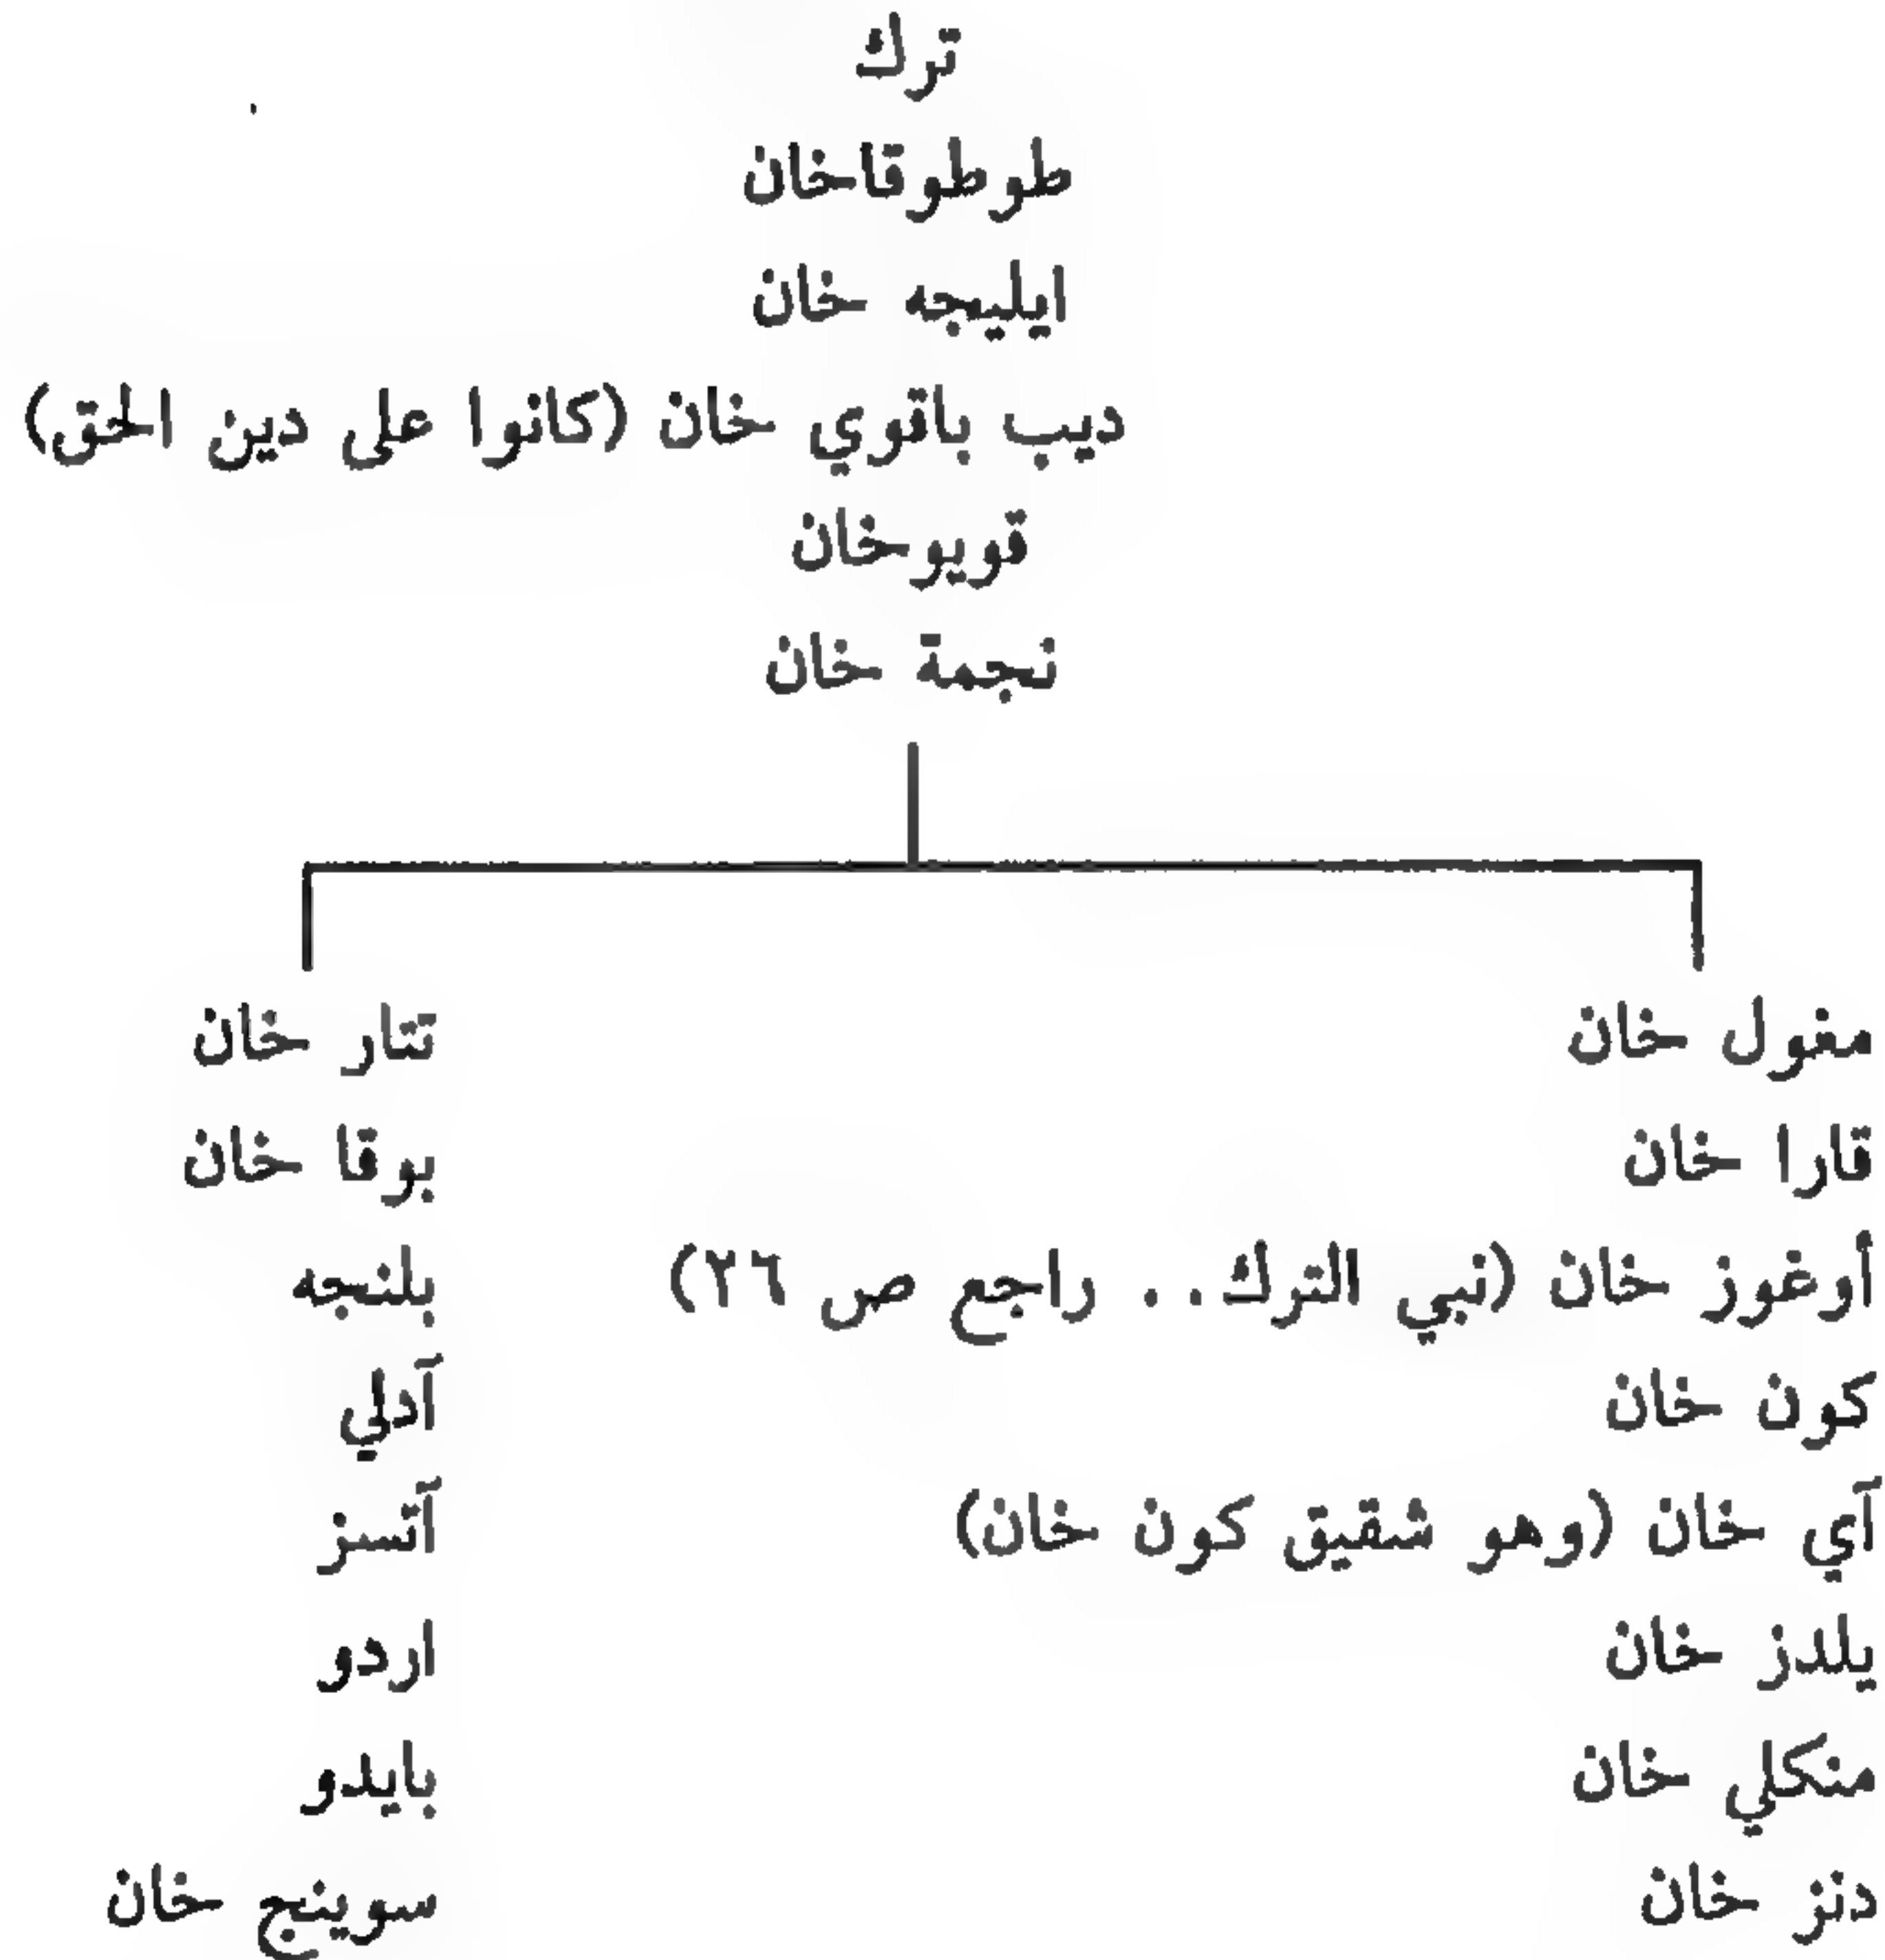 ترك
طوطوقاخان
ايليجه خان
ديب باقوي خان (كانوا على دين الحق)
قويوخان
نجمة خان
مغول خان
قارا خان
أوغوز خان (نبي الترك.. راجع ص ٢٦)
كون خان
آي خان (وهو شقيق كون خان)
يلدز خان
منكلي خان
دنز خان
تتار خان
بوقا خان
يلنجه
آدلي
آتسز
اردو
بايدو
سوينج خان